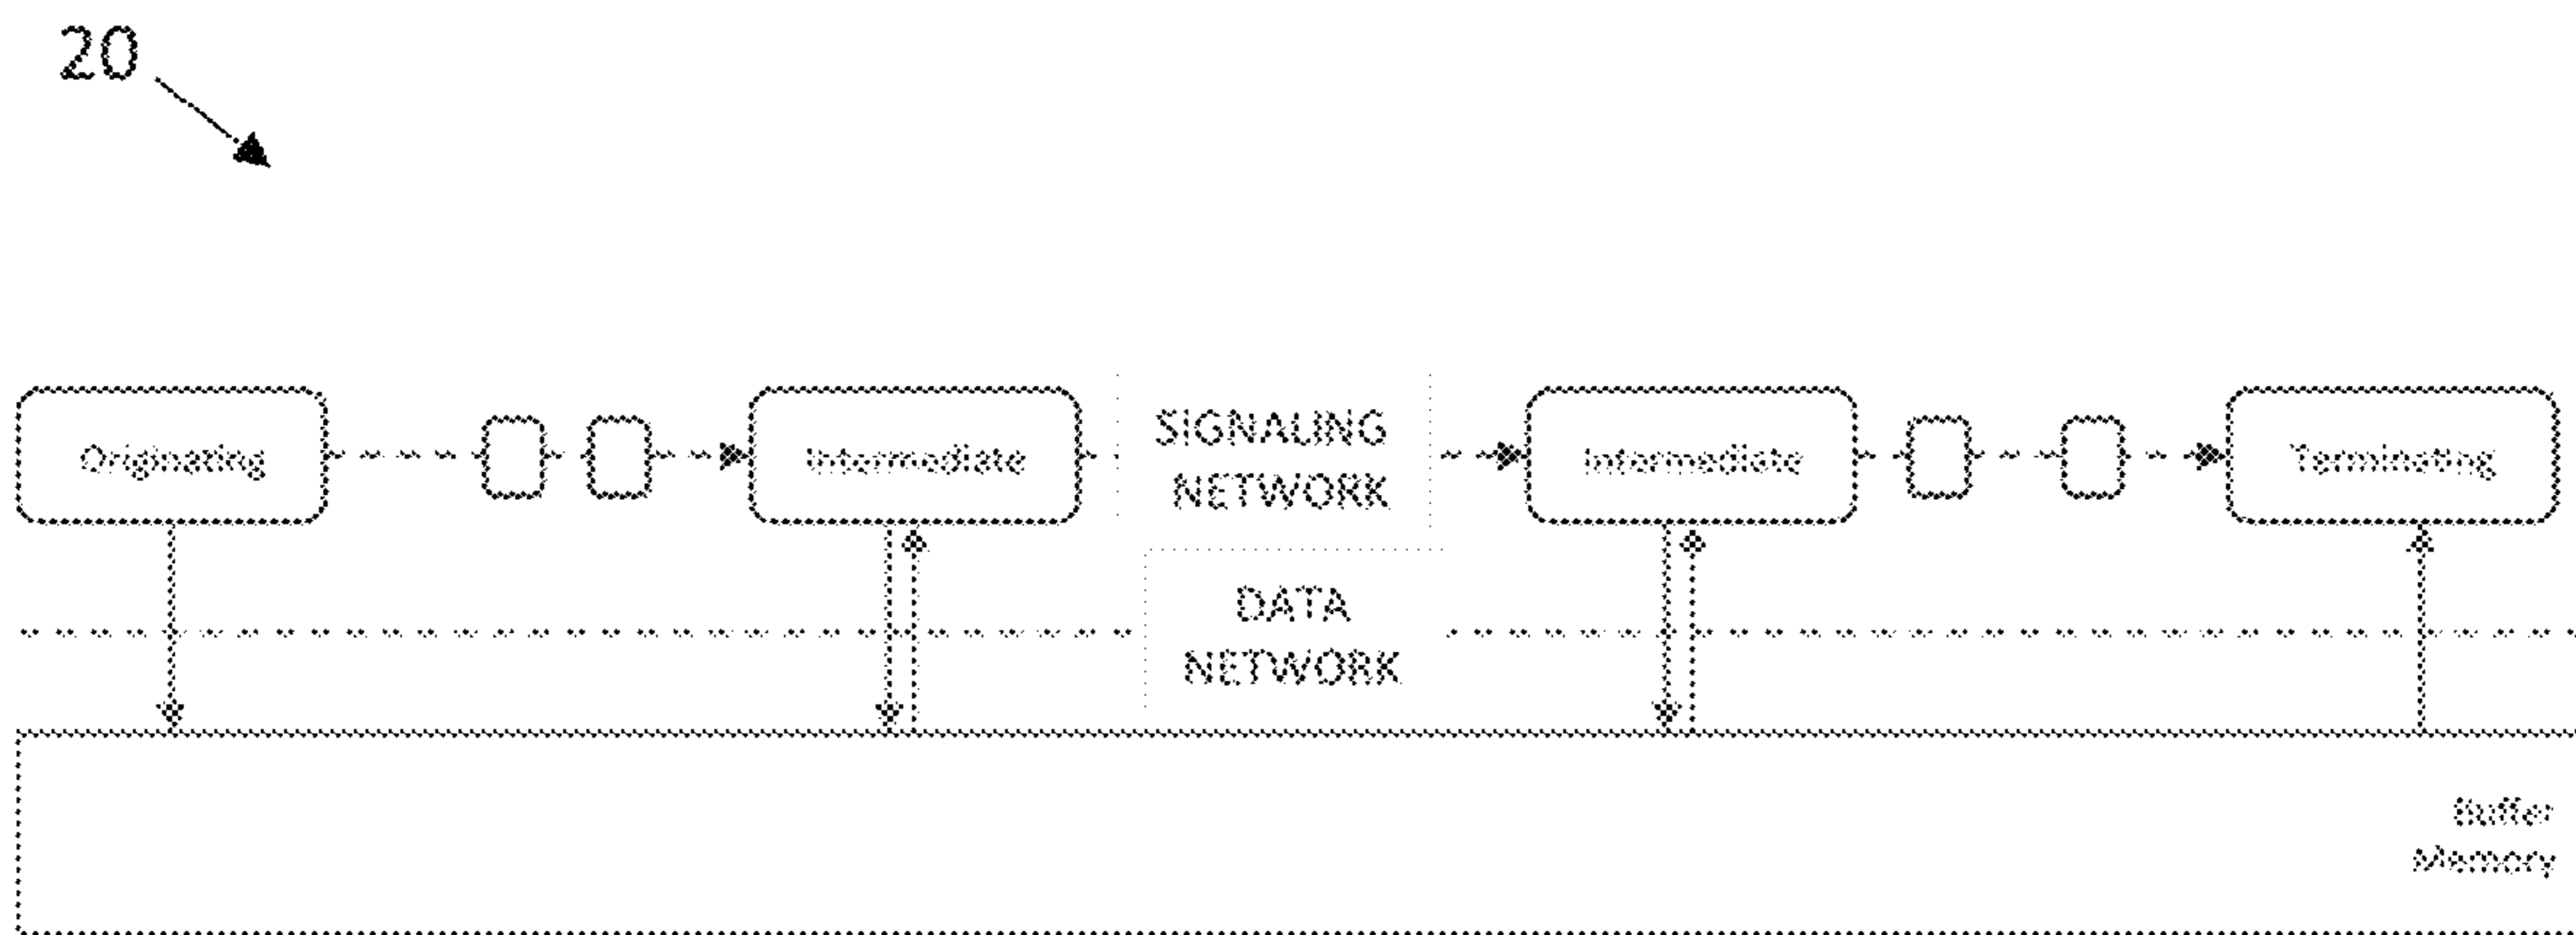 20
Originating
Intermediate
SIGNALING
NETWORK
Intermediate
Terminating
DATA
NETWORK
Buffer
Memory